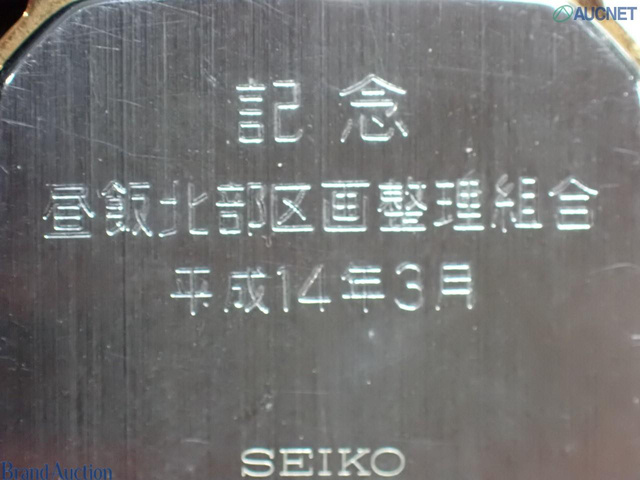 AUCNET
記念
昼飯北部区画整理組合
平成14年3月
SEIKO
Brand Auction